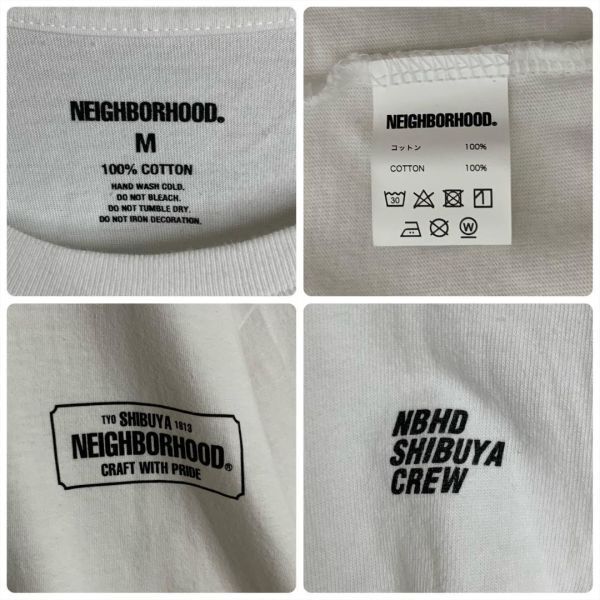 NEIGHBORHOOD.
M
100% COTTON
HAND WASH COLD.
DO NOT BLEACH.
DO NOT TUMBLE DRY.
DO NOT IRON DECORATION.
NEIGHBORHOOD.
コットン 100%
COTTON 100%
30
W
TYO SHIBUYA 1813
NEIGHBORHOOD®
CRAFT WITH PRIDE
NBHD
SHIBUYA
CREW